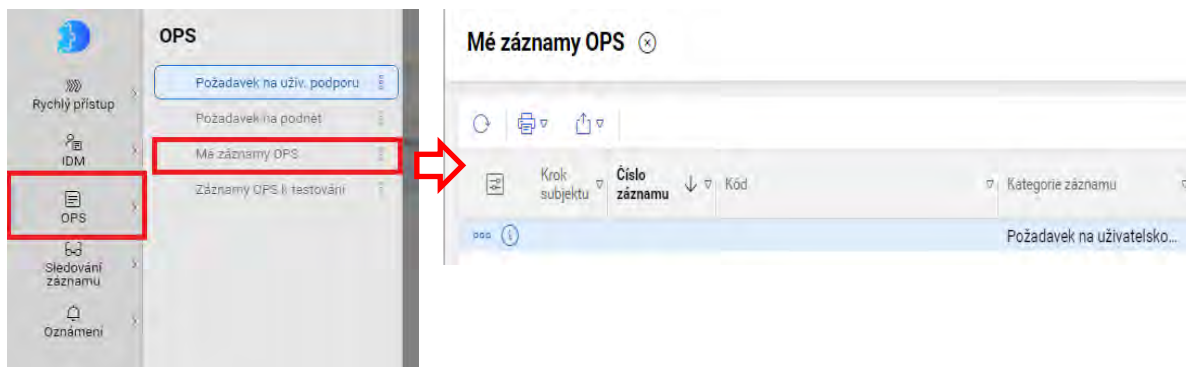 Rychlý přístup
IDM
OPS
Sledování
záznamu
Oznámení
OPS
Požadavek na uživ. podporu
Požadavek na podnět
Mé záznamy OPS
Záznamy OPS k testování
Mé záznamy OPS
Krok
subjektu
Číslo
záznamu
Kód
Kategorie záznamu
Požadavek na uživatelsko...